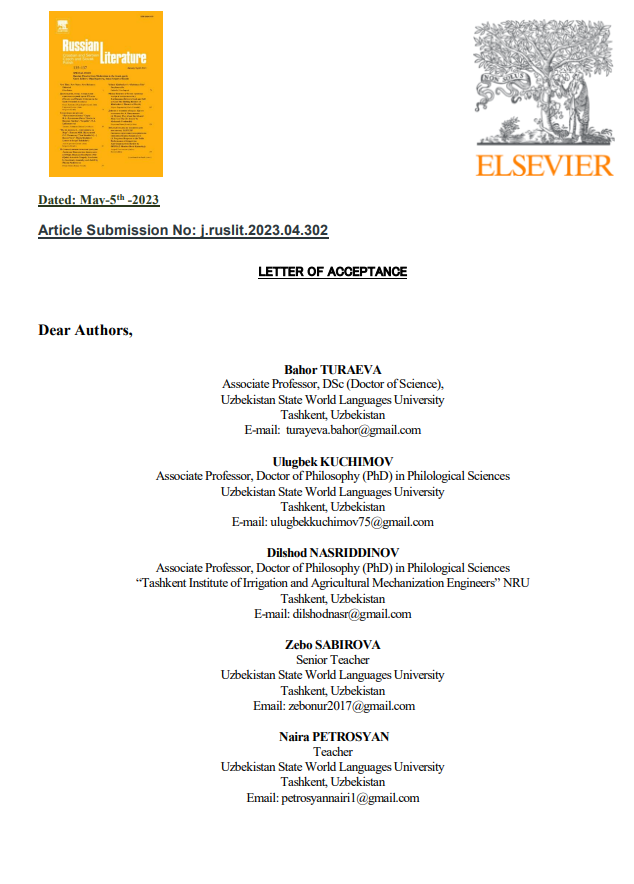 ELSEVIER
Russian
Literature
ELSEVIER
Dated: May-5th -2023
Article Submission No: j.ruslit.2023.04.302
LETTER OF ACCEPTANCE
Dear Authors,
Bahor TURAEVA
Associate Professor, DSc (Doctor of Science),
Uzbekistan State World Languages University
Tashkent, Uzbekistan
E-mail: turayeva.bahor@gmail.com
Ulugbek KUCHIMOV
Associate Professor, Doctor of Philosophy (PhD) in Philological Sciences
Uzbekistan State World Languages University
Tashkent, Uzbekistan
E-mail: ulugbekkuchimov75@gmail.com
Dilshod NASRIDDINOV
Associate Professor, Doctor of Philosophy (PhD) in Philological Sciences
“Tashkent Institute of Irrigation and Agricultural Mechanization Engineers” NRU
Tashkent, Uzbekistan
E-mail: dilshodnasr@gmail.com
Zebo SABIROVA
Senior Teacher
Uzbekistan State World Languages University
Tashkent, Uzbekistan
Email: zebonur2017@gmail.com
Naira PETROSYAN
Teacher
Uzbekistan State World Languages University
Tashkent, Uzbekistan
Email: petrosyannairi1@gmail.com